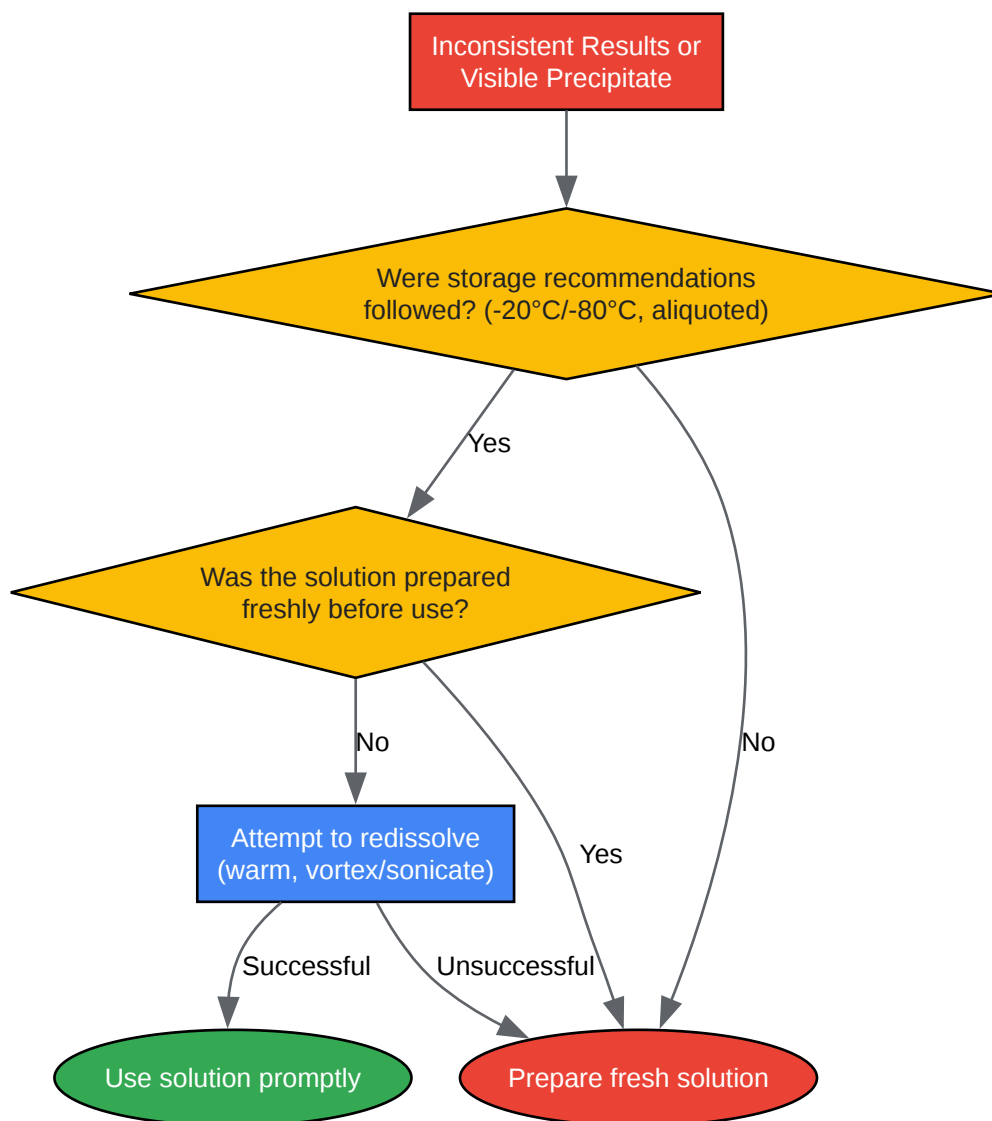 Inconsistent Results or
Visible Precipitate
Were storage recommendations
followed? (-20°C/-80°C, aliquoted)
Yes
Was the solution prepared
freshly before use?
No
No
Attempt to redissolve
(warm, vortex/sonicate)
Yes
Successful
Unsuccessful
Use solution promptly
Prepare fresh solution